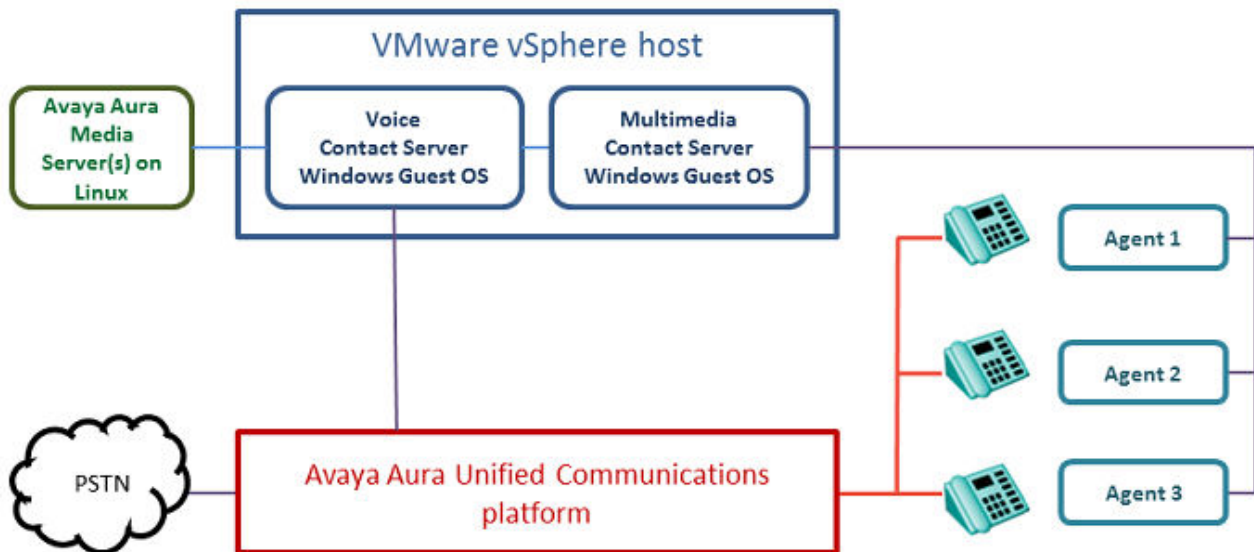 VMware vSphere host
Avaya Aura
Media
Server(s) on
Linux
Voice
Contact Server
Windows Guest OS
Multimedia
Contact Server
Windows Guest OS
Agent 1
Agent 2
Agent 3
PSTN
Avaya Aura Unified Communications
platform